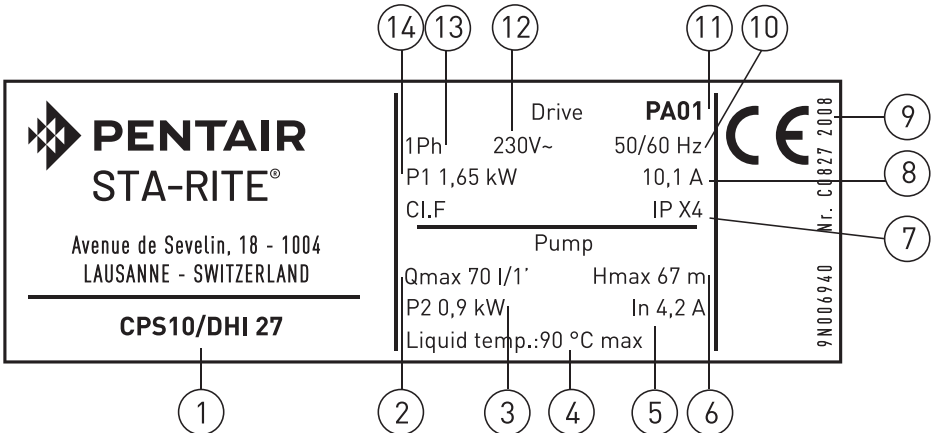 14 13 12 11 10
PENTAIR
STA-RITE®
Avenue de Sevelin, 18 - 1004
LAUSANNE - SWITZERLAND
CPS10/DHI 27
Drive PA01
1Ph 230V~ 50/60 Hz
P1 1,65 kW 10,1 A
Cl.F IP X4
Pump
Qmax 70 l/1' Hmax 67 m
P2 0,9 kW In 4,2 A
Liquid temp.:90 °C max
CE
Nr. C0827 2008
9N006940
9
8
7
1 2 3 4 5 6